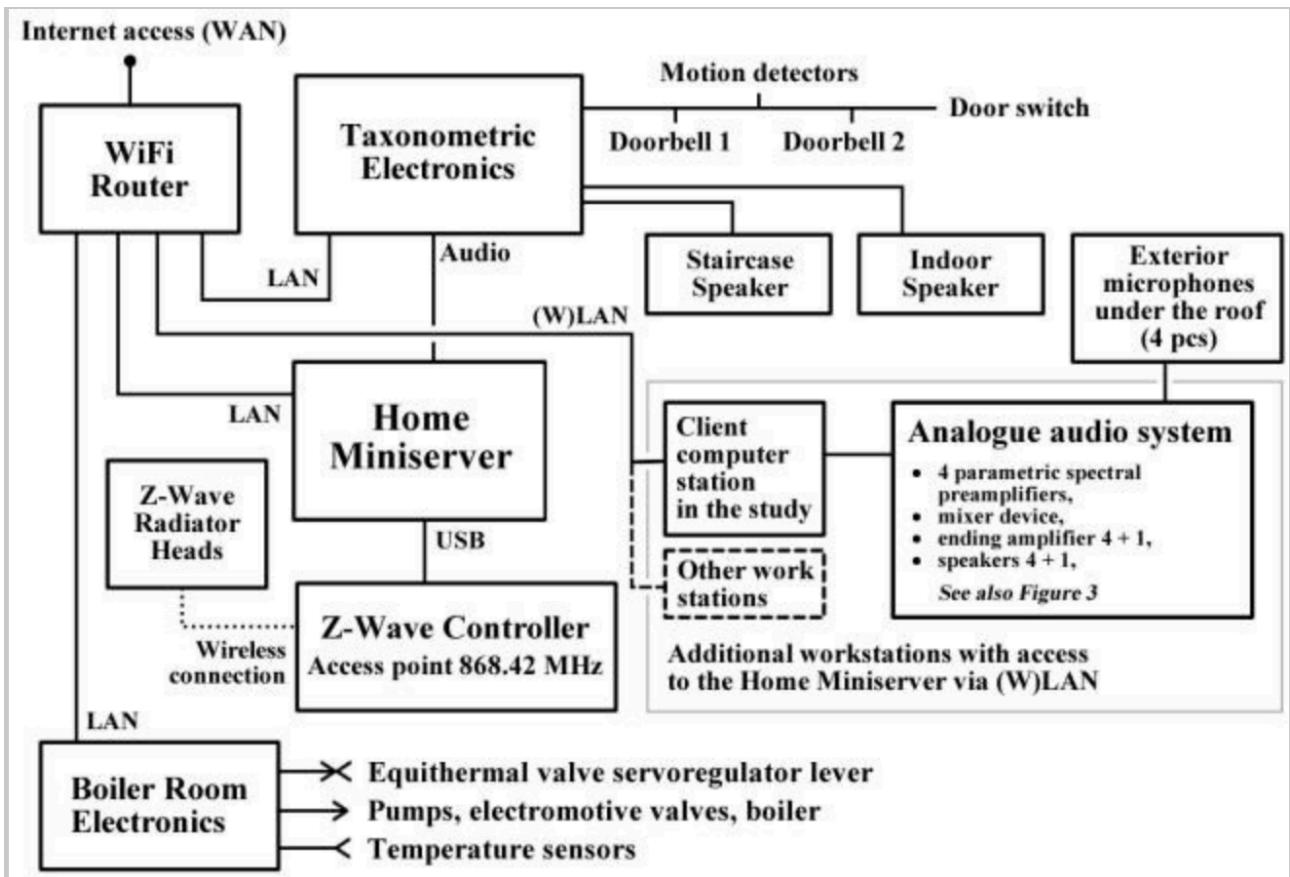 Internet access (WAN)
WiFi
Router
Taxonometric
Electronics
Motion detectors
Door switch
Doorbell 1
Doorbell 2
LAN
Audio
Staircase
Speaker
Indoor
Speaker
Exterior
microphones
under the roof
(4 pcs)
(W)LAN
LAN
Home
Miniserver
Client
computer
station
in the study
Analogue audio system
• 4 parametric spectral
preamplifiers,
• mixer device,
• ending amplifier 4 + 1,
• speakers 4 + 1,
See also Figure 3
Z-Wave
Radiator
Heads
USB
Other work
stations
Wireless
connection
Z-Wave Controller
Access point 868.42 MHz
Additional workstations with access
to the Home Miniserver via (W)LAN
LAN
Boiler Room
Electronics
Equithermal valve servoregulator lever
Pumps, electromotive valves, boiler
Temperature sensors